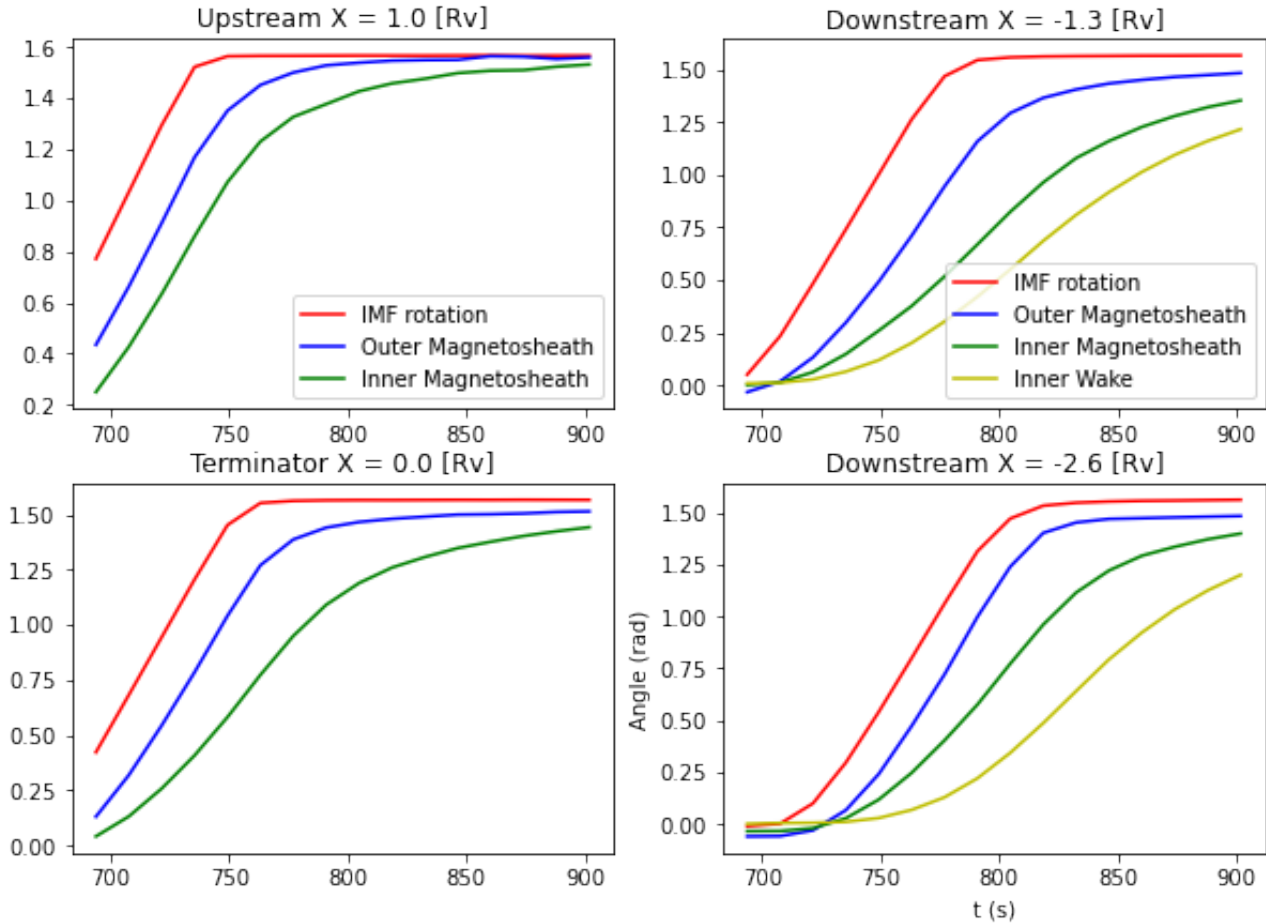 Upstream X = 1.0 [Rv]
1.6
1.4
1.2
1.0
0.8
0.6
0.4
0.2
700 750 800 850 900
IMF rotation
Outer Magnetosheath
Inner Magnetosheath
Downstream X = -1.3 [Rv]
1.50
1.25
1.00
0.75
0.50
0.25
0.00
700 750 800 850 900
IMF rotation
Outer Magnetosheath
Inner Magnetosheath
Inner Wake
Terminator X = 0.0 [Rv]
1.50
1.25
1.00
0.75
0.50
0.25
0.00
700 750 800 850 900
Downstream X = -2.6 [Rv]
Angle (rad)
1.50
1.25
1.00
0.75
0.50
0.25
0.00
700 750 800 850 900
t (s)